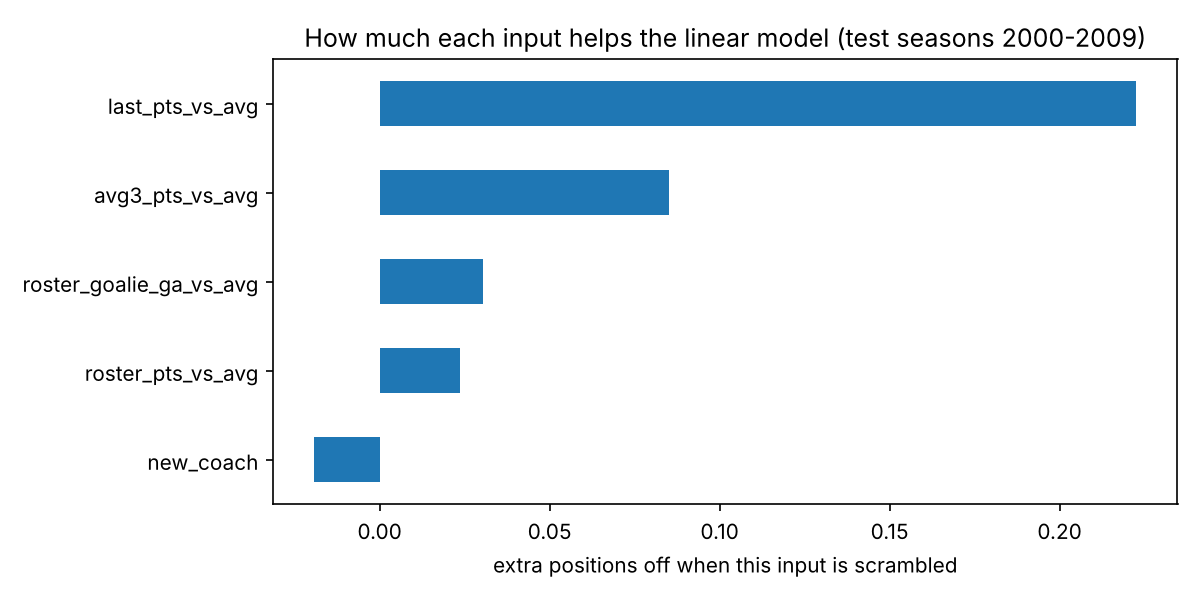 How much each input helps the linear model (test seasons 2000-2009)
last_pts_vs_avg
avg3_pts_vs_avg
roster_goalie_ga_vs_avg
roster_pts_vs_avg
new_coach
0.00 0.05 0.10 0.15 0.20
extra positions off when this input is scrambled